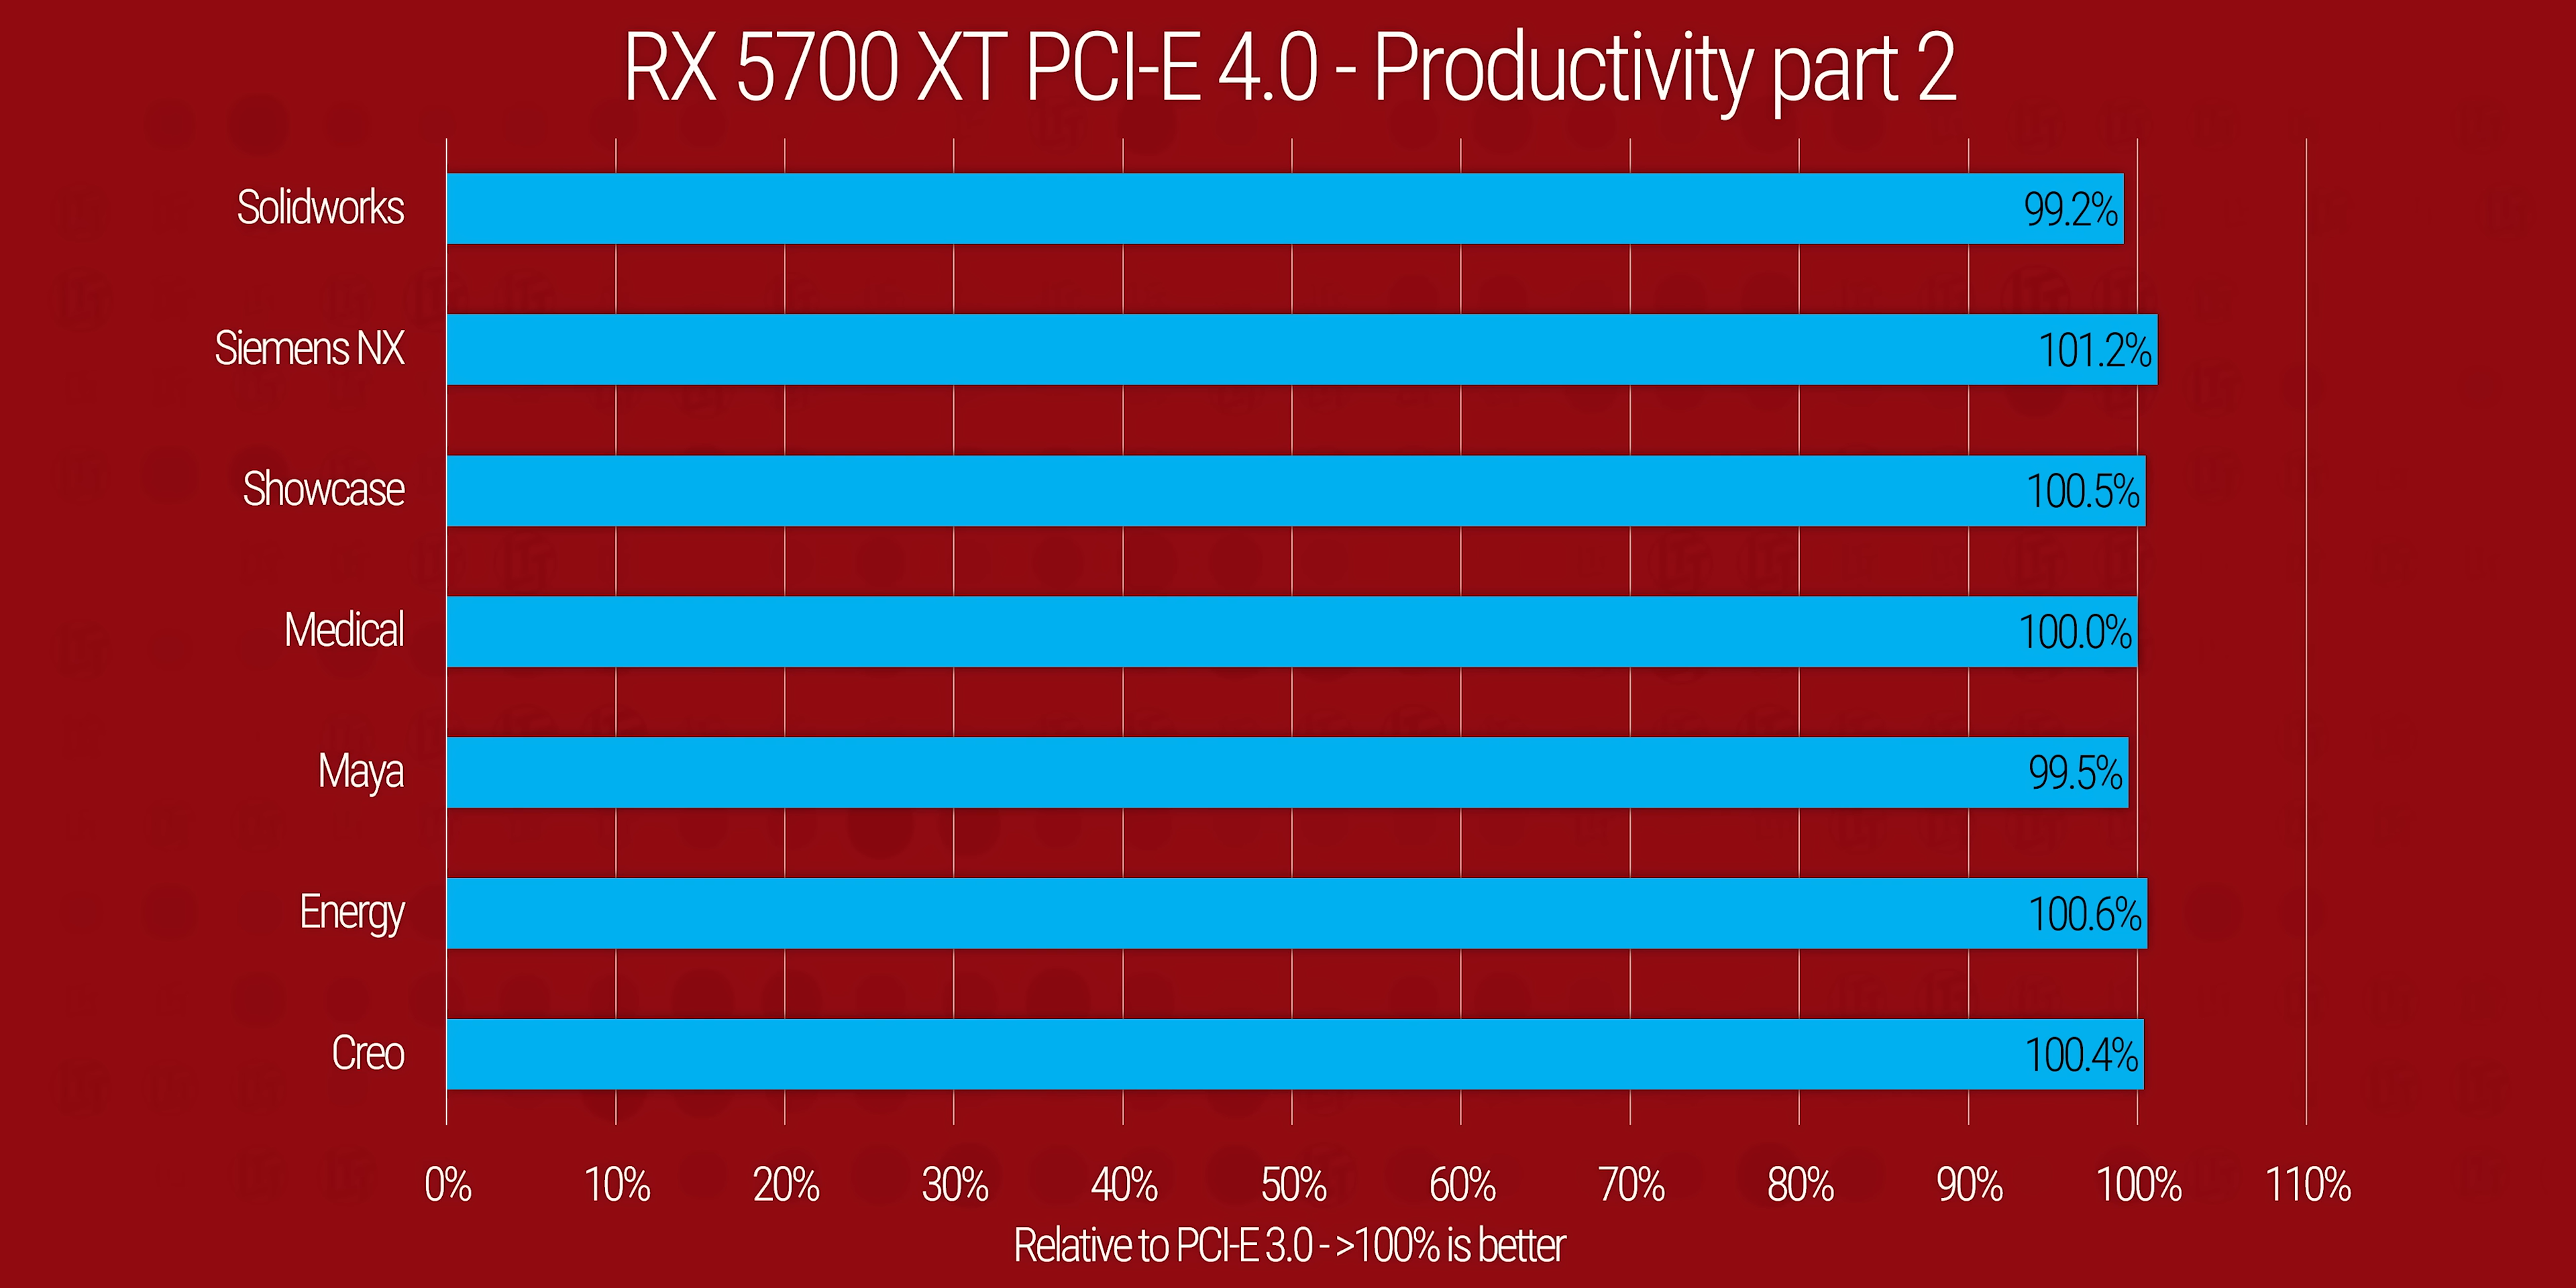 RX 5700 XT PCI-E 4.0 - Productivity part 2
Solidworks 99.2%
Siemens NX 101.2%
Showcase 100.5%
Medical 100.0%
Maya 99.5%
Energy 100.6%
Creo 100.4%
0% 10% 20% 30% 40% 50% 60% 70% 80% 90% 100% 110%
Relative to PCI-E 3.0 - >100% is better